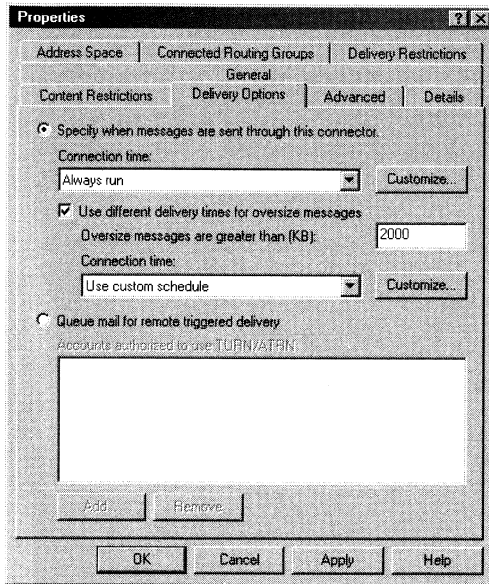 Properties
? X
Address Space Connected Routing Groups Delivery Restrictions
General
Content Restrictions Delivery Options Advanced Details
Specify when messages are sent through this connector.
Connection time:
Always run Customize...
Use different delivery times for oversize messages
Oversize messages are greater than (KB): 2000
Connection time:
Use custom schedule Customize...
Queue mail for remote triggered delivery
Accounts authorized to use TURN/ATRN:
Add... Remove
OK Cancel Apply Help